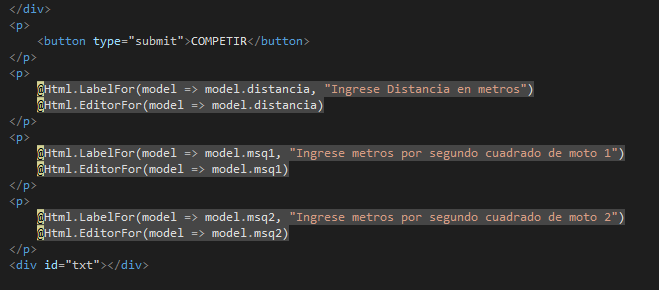 </div>
<p>
<button type="submit">COMPETIR</button>
</p>
<p>
@Html.LabelFor(model => model.distancia, "Ingrese Distancia en metros")
@Html.EditorFor(model => model.distancia)
</p>
<p>
@Html.LabelFor(model => model.msq1, "Ingrese metros por segundo cuadrado de moto 1")
@Html.EditorFor(model => model.msq1)
</p>
<p>
@Html.LabelFor(model => model.msq2, "Ingrese metros por segundo cuadrado de moto 2")
@Html.EditorFor(model => model.msq2)
</p>
<div id="txt"></div>